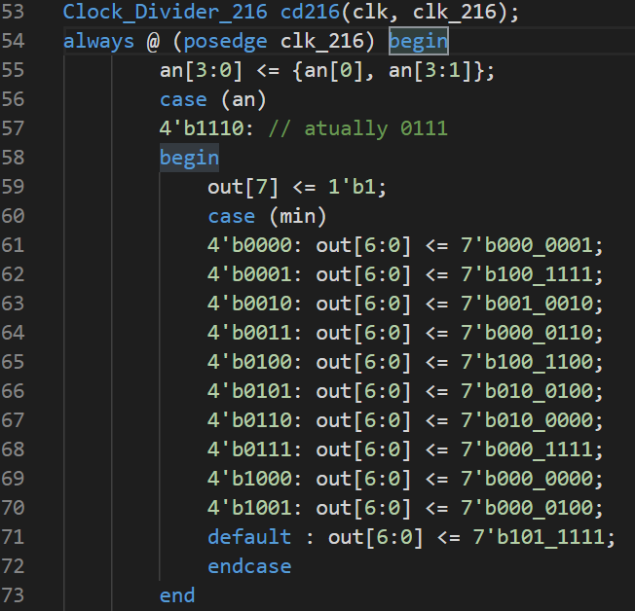 53 Clock_Divider_216 cd216(clk, clk_216);
54 always @ (posedge clk_216) begin
55 an[3:0] <= {an[0], an[3:1]};
56 case (an)
57 4'b1110: // atually 0111
58 begin
59 out[7] <= 1'b1;
60 case (min)
61 4'b0000: out[6:0] <= 7'b000_0001;
62 4'b0001: out[6:0] <= 7'b100_1111;
63 4'b0010: out[6:0] <= 7'b001_0010;
64 4'b0011: out[6:0] <= 7'b000_0110;
65 4'b0100: out[6:0] <= 7'b100_1100;
66 4'b0101: out[6:0] <= 7'b010_0100;
67 4'b0110: out[6:0] <= 7'b010_0000;
68 4'b0111: out[6:0] <= 7'b000_1111;
69 4'b1000: out[6:0] <= 7'b000_0000;
70 4'b1001: out[6:0] <= 7'b000_0100;
71 default : out[6:0] <= 7'b101_1111;
72 endcase
73 end